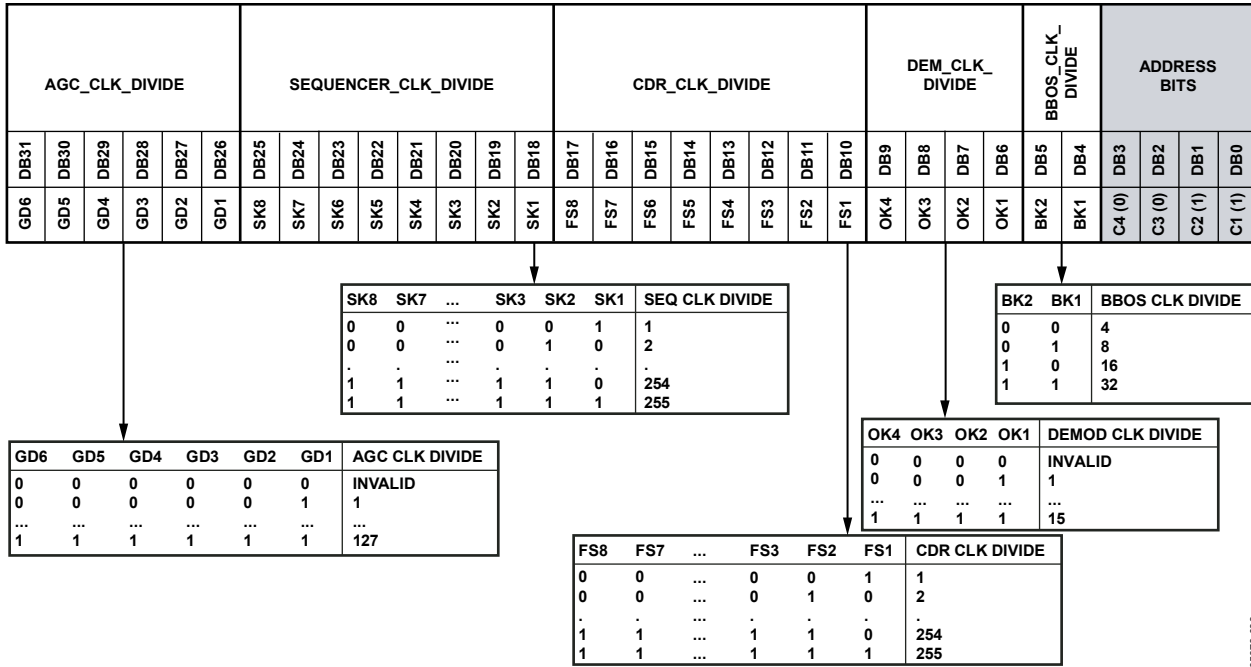 AGC_CLK_DIVIDE SEQUENCER_CLK_DIVIDE CDR_CLK_DIVIDE DEM_CLK_ DIVIDE BBOS_CLK_ DIVIDE ADDRESS BITS
DB31 DB30 DB29 DB28 DB27 DB26 DB25 DB24 DB23 DB22 DB21 DB20 DB19 DB18 DB17 DB16 DB15 DB14 DB13 DB12 DB11 DB10 DB9 DB8 DB7 DB6 DB5 DB4 DB3 DB2 DB1 DB0
GD6 GD5 GD4 GD3 GD2 GD1 SK8 SK7 SK6 SK5 SK4 SK3 SK2 SK1 FS8 FS7 FS6 FS5 FS4 FS3 FS2 FS1 OK4 OK3 OK2 OK1 BK2 BK1 C4 (0) C3 (0) C2 (1) C1 (1)
SK8 SK7 ... SK3 SK2 SK1 SEQ CLK DIVIDE
0 0 ... 0 0 1 1
0 0 ... 0 1 0 2
. . ... . . . .
1 1 ... 1 1 0 254
1 1 ... 1 1 1 255
BK2 BK1 BBOS CLK DIVIDE
0 0 4
0 1 8
1 0 16
1 1 32
GD6 GD5 GD4 GD3 GD2 GD1 AGC CLK DIVIDE
0 0 0 0 0 0 INVALID
0 0 0 0 0 1 1
... ... ... ... ... ... ...
1 1 1 1 1 1 127
OK4 OK3 OK2 OK1 DEMOD CLK DIVIDE
0 0 0 0 INVALID
0 0 0 1 1
... ... ... ... ...
1 1 1 1 15
FS8 FS7 ... FS3 FS2 FS1 CDR CLK DIVIDE
0 0 ... 0 0 1 1
0 0 ... 0 1 0 2
. . ... . . . .
1 1 ... 1 1 0 254
1 1 ... 1 1 1 255